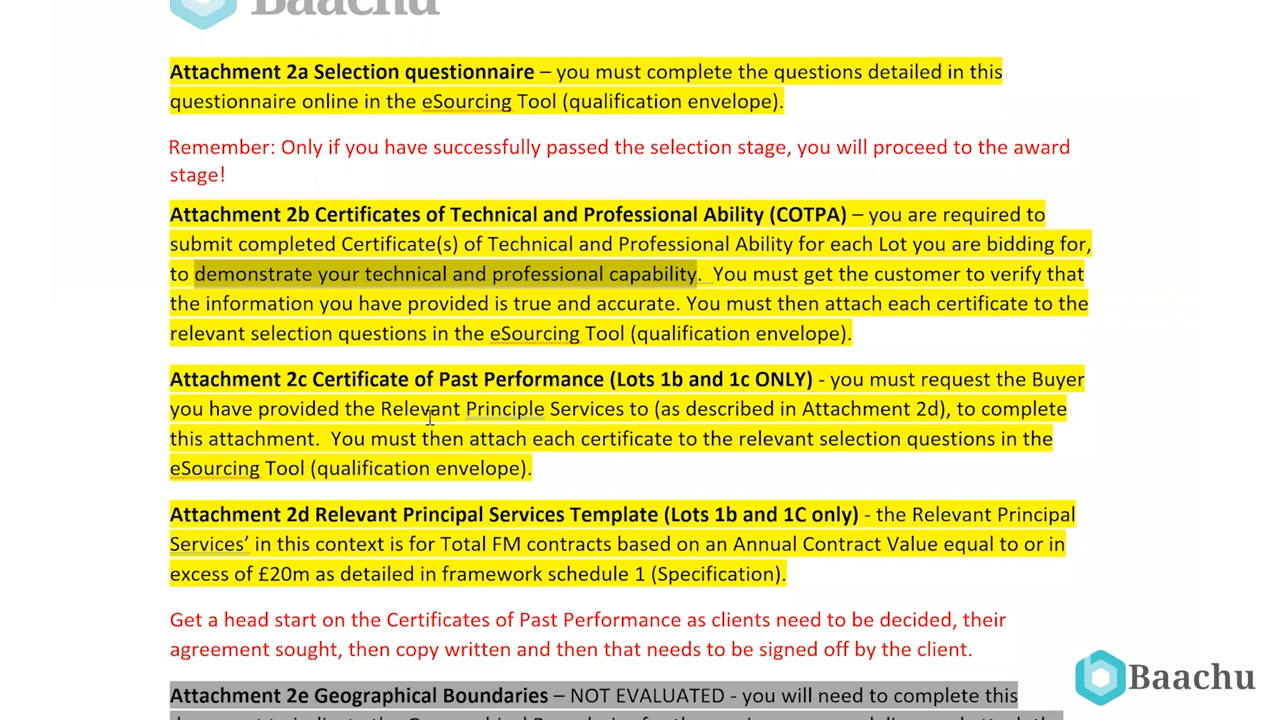 Baachu
Attachment 2a Selection questionnaire – you must complete the questions detailed in this
questionnaire online in the eSourcing Tool (qualification envelope).
Remember: Only if you have successfully passed the selection stage, you will proceed to the award
stage!
Attachment 2b Certificates of Technical and Professional Ability (COTPA) – you are required to
submit completed Certificate(s) of Technical and Professional Ability for each Lot you are bidding for,
to demonstrate your technical and professional capability.  You must get the customer to verify that
the information you have provided is true and accurate. You must then attach each certificate to the
relevant selection questions in the eSourcing Tool (qualification envelope).
Attachment 2c Certificate of Past Performance (Lots 1b and 1c ONLY) - you must request the Buyer
you have provided the Relevant Principle Services to (as described in Attachment 2d), to complete
this attachment.  You must then attach each certificate to the relevant selection questions in the
eSourcing Tool (qualification envelope).
Attachment 2d Relevant Principal Services Template (Lots 1b and 1C only) - the Relevant Principal
Services’ in this context is for Total FM contracts based on an Annual Contract Value equal to or in
excess of £20m as detailed in framework schedule 1 (Specification).
Get a head start on the Certificates of Past Performance as clients need to be decided, their
agreement sought, then copy written and then that needs to be signed off by the client.
Baachu
Attachment 2e Geographical Boundaries – NOT EVALUATED - you will need to complete this